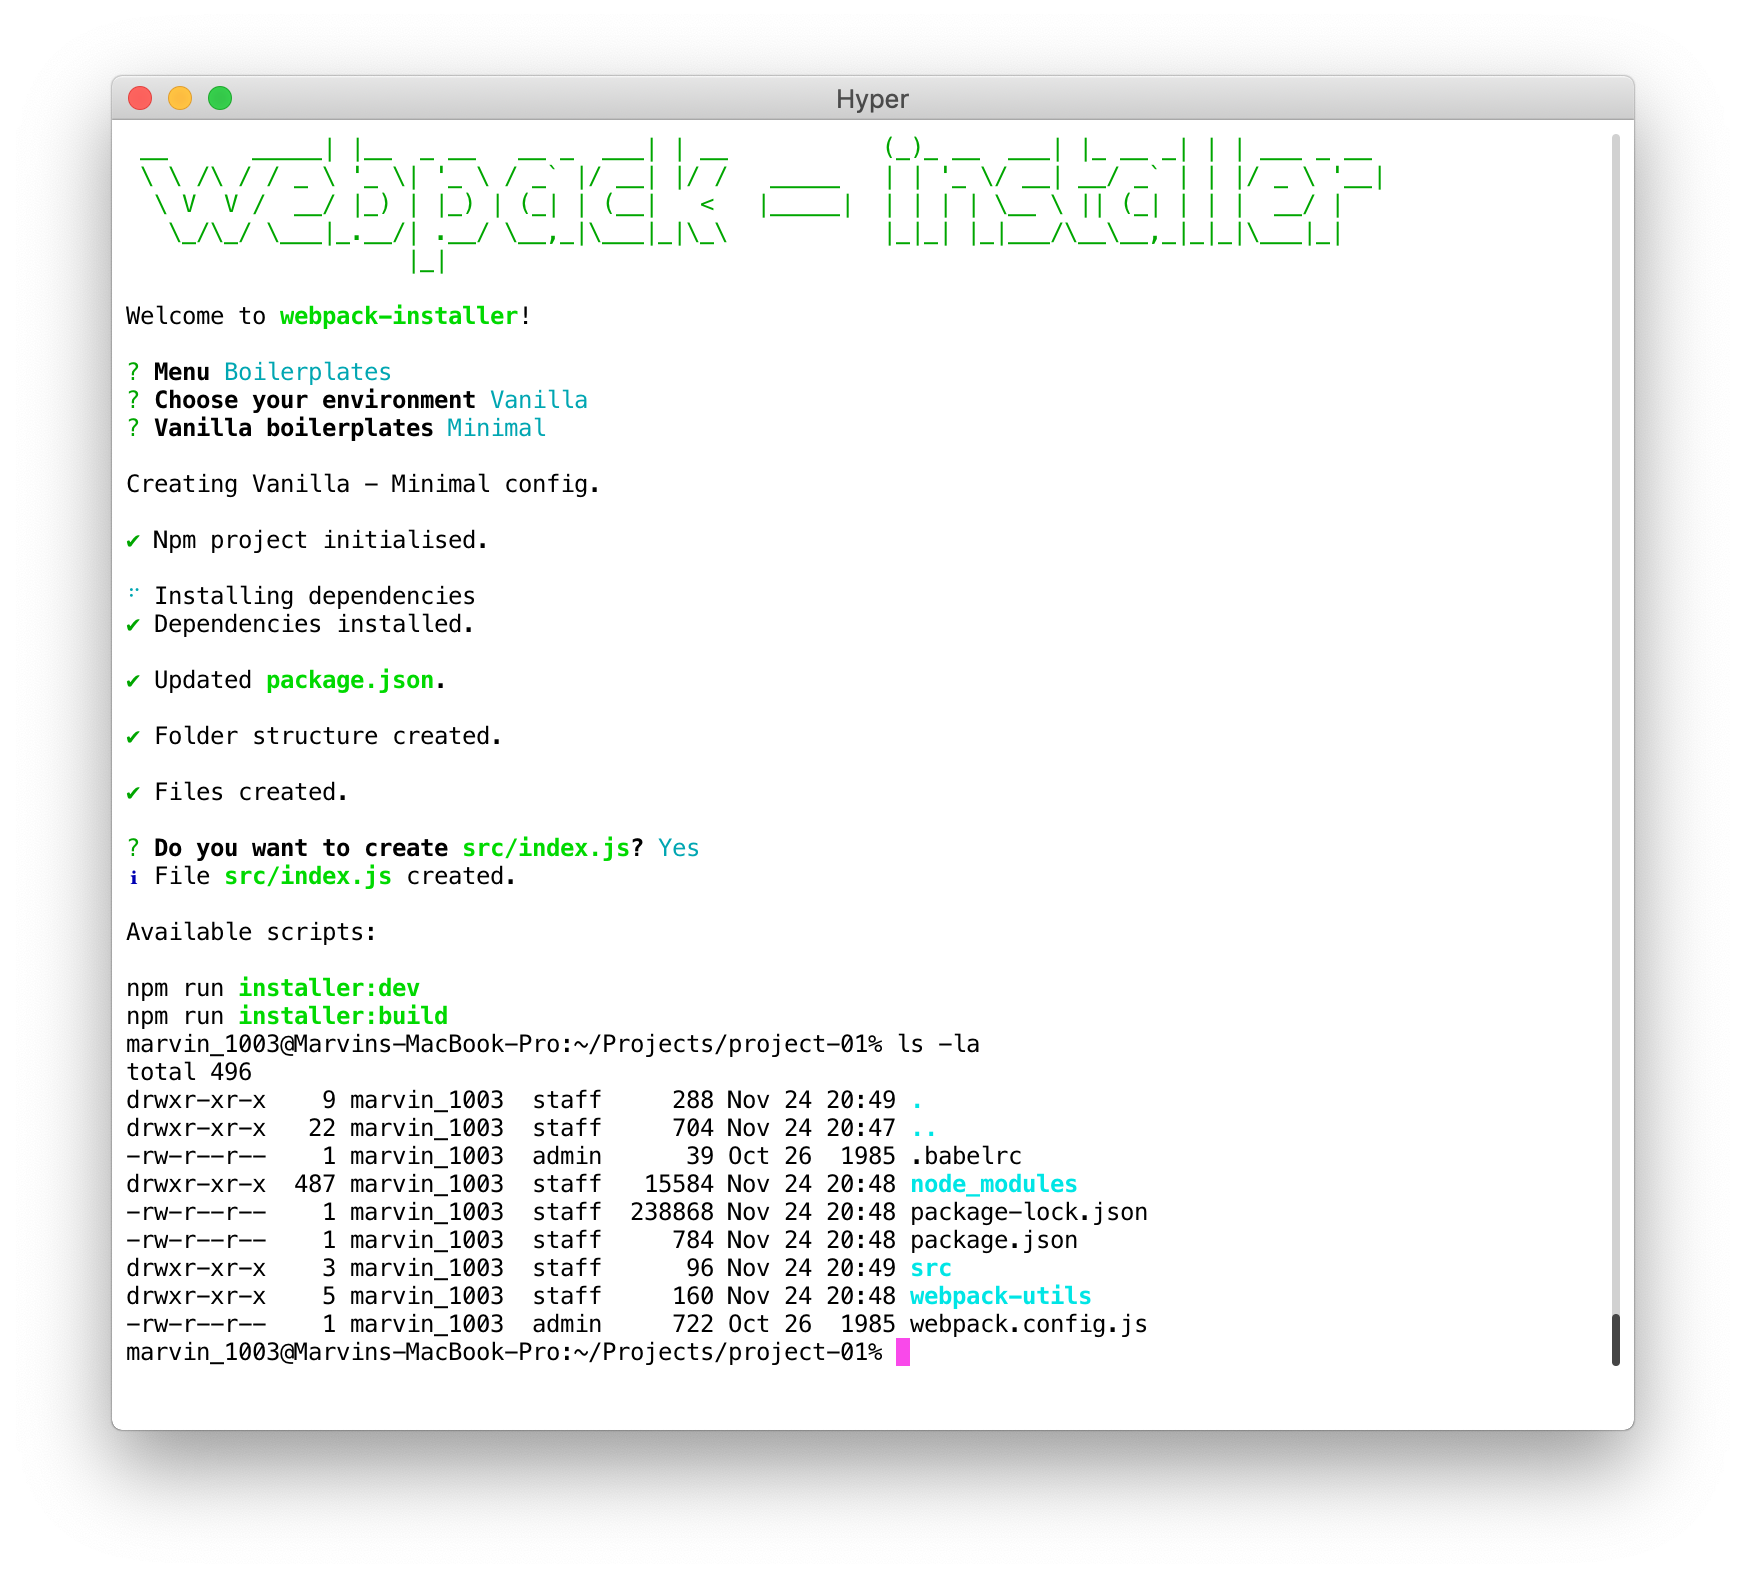 Hyper
webpack - installer
Welcome to webpack-installer!
? Menu Boilerplates
? Choose your environment Vanilla
? Vanilla boilerplates Minimal
Creating Vanilla - Minimal config.
✔ Npm project initialised.
⠋ Installing dependencies
✔ Dependencies installed.
✔ Updated package.json.
✔ Folder structure created.
✔ Files created.
? Do you want to create src/index.js? Yes
ℹ File src/index.js created.
Available scripts:
npm run installer:dev
npm run installer:build
marvin_1003@Marvins-MacBook-Pro:~/Projects/project-01% ls -la
total 496
drwxr-xr-x    9 marvin_1003  staff     288 Nov 24 20:49 .
drwxr-xr-x   22 marvin_1003  staff     704 Nov 24 20:47 ..
-rw-r--r--    1 marvin_1003  admin      39 Oct 26  1985 .babelrc
drwxr-xr-x  487 marvin_1003  staff   15584 Nov 24 20:48 node_modules
-rw-r--r--    1 marvin_1003  staff  238868 Nov 24 20:48 package-lock.json
-rw-r--r--    1 marvin_1003  staff     784 Nov 24 20:48 package.json
drwxr-xr-x    3 marvin_1003  staff      96 Nov 24 20:49 src
drwxr-xr-x    5 marvin_1003  staff     160 Nov 24 20:48 webpack-utils
-rw-r--r--    1 marvin_1003  admin     722 Oct 26  1985 webpack.config.js
marvin_1003@Marvins-MacBook-Pro:~/Projects/project-01%